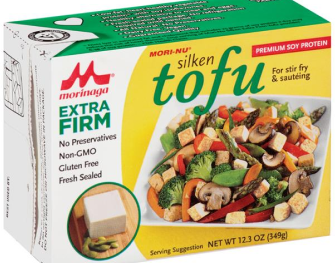 MORI-NU®
silken
tofu
PREMIUM SOY PROTEIN
For stir fry
& sautéing
morinaga
EXTRA
FIRM
No Preservatives
Non-GMO
Gluten Free
Fresh Sealed
Serving Suggestion NET WT 12.3 OZ (349g)